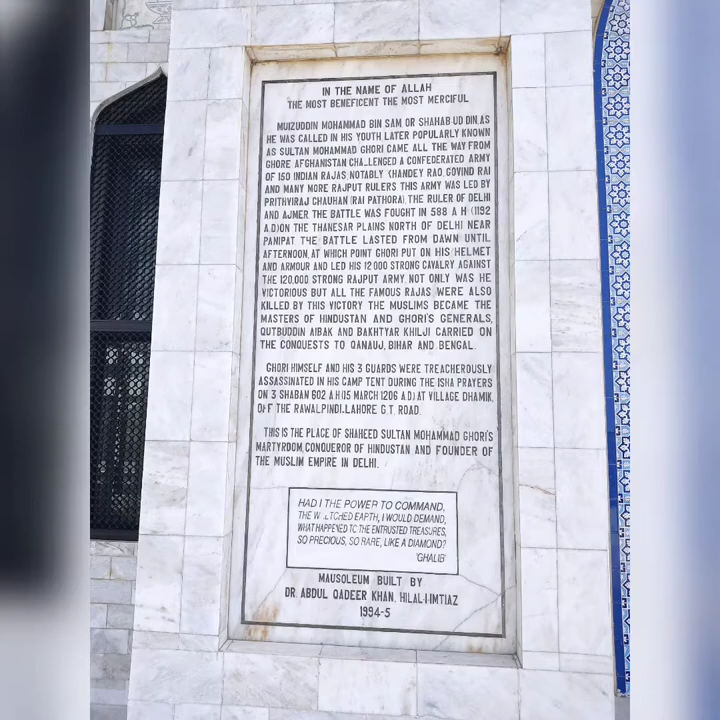 IN THE NAME OF ALLAH
THE MOST BENEFICENT THE MOST MERCIFUL
MUIZUDDIN MOHAMMAD BIN SAM OR SHAHAB UD DIN AS
HE WAS CALLED IN HIS YOUTH LATER POPULARLY KNOWN
AS SULTAN MOHAMMAD GHORI CAME ALL THE WAY FROM
GHORE AFGHANISTAN CHALLENGED A CONFEDERATED ARMY
OF 150 INDIAN RAJAS, NOTABLY KHANDEY RAO, GOVIND RAI
AND MANY MORE RAJPUT RULERS THIS ARMY WAS LED BY
PRITHVIRAJ CHAUHAN (RAI PATHORA), THE RULER OF DELHI
AND AJMER. THE BATTLE WAS FOUGHT IN 588 A H (1192
A.D) ON THE THANESAR PLAINS NORTH OF DELHI NEAR
PANIPAT THE BATTLE LASTED FROM DAWN UNTIL
AFTERNOON, AT WHICH POINT GHORI PUT ON HIS HELMET
AND ARMOUR AND LED HIS 12000 STRONG CAVALRY AGAINST
THE 120,000 STRONG RAJPUT ARMY. NOT ONLY WAS HE
VICTORIOUS BUT ALL THE FAMOUS RAJAS WERE ALSO
KILLED BY THIS VICTORY THE MUSLIMS BECAME THE
MASTERS OF HINDUSTAN AND GHORI'S GENERALS,
QUTBUDDIN AIBAK AND BAKHTYAR KHILJI CARRIED ON
THE CONQUESTS TO QANAUJ, BIHAR AND BENGAL.
GHORI HIMSELF AND HIS 3 GUARDS WERE TREACHEROUSLY
ASSASSINATED IN HIS CAMP TENT DURING THE ISHA PRAYERS
ON 3 SHABAN 602 A.H (15 MARCH 1206 A.D) AT VILLAGE DHAMIK,
OFF THE RAWALPINDI-LAHORE G.T. ROAD.
THIS IS THE PLACE OF SHAHEED SULTAN MOHAMMAD GHORI'S
MARTYRDOM, CONQUEROR OF HINDUSTAN AND FOUNDER OF
THE MUSLIM EMPIRE IN DELHI.
HAD I THE POWER TO COMMAND,
THE W ETCHED EARTH, I WOULD DEMAND,
WHAT HAPPENED TO THE ENTRUSTED TREASURES,
SO PRECIOUS, SO RARE, LIKE A DIAMOND?
'GHALIB'
MAUSOLEUM BUILT BY
DR. ABDUL QADEER KHAN, HILAL-I-IMTIAZ
1994-5